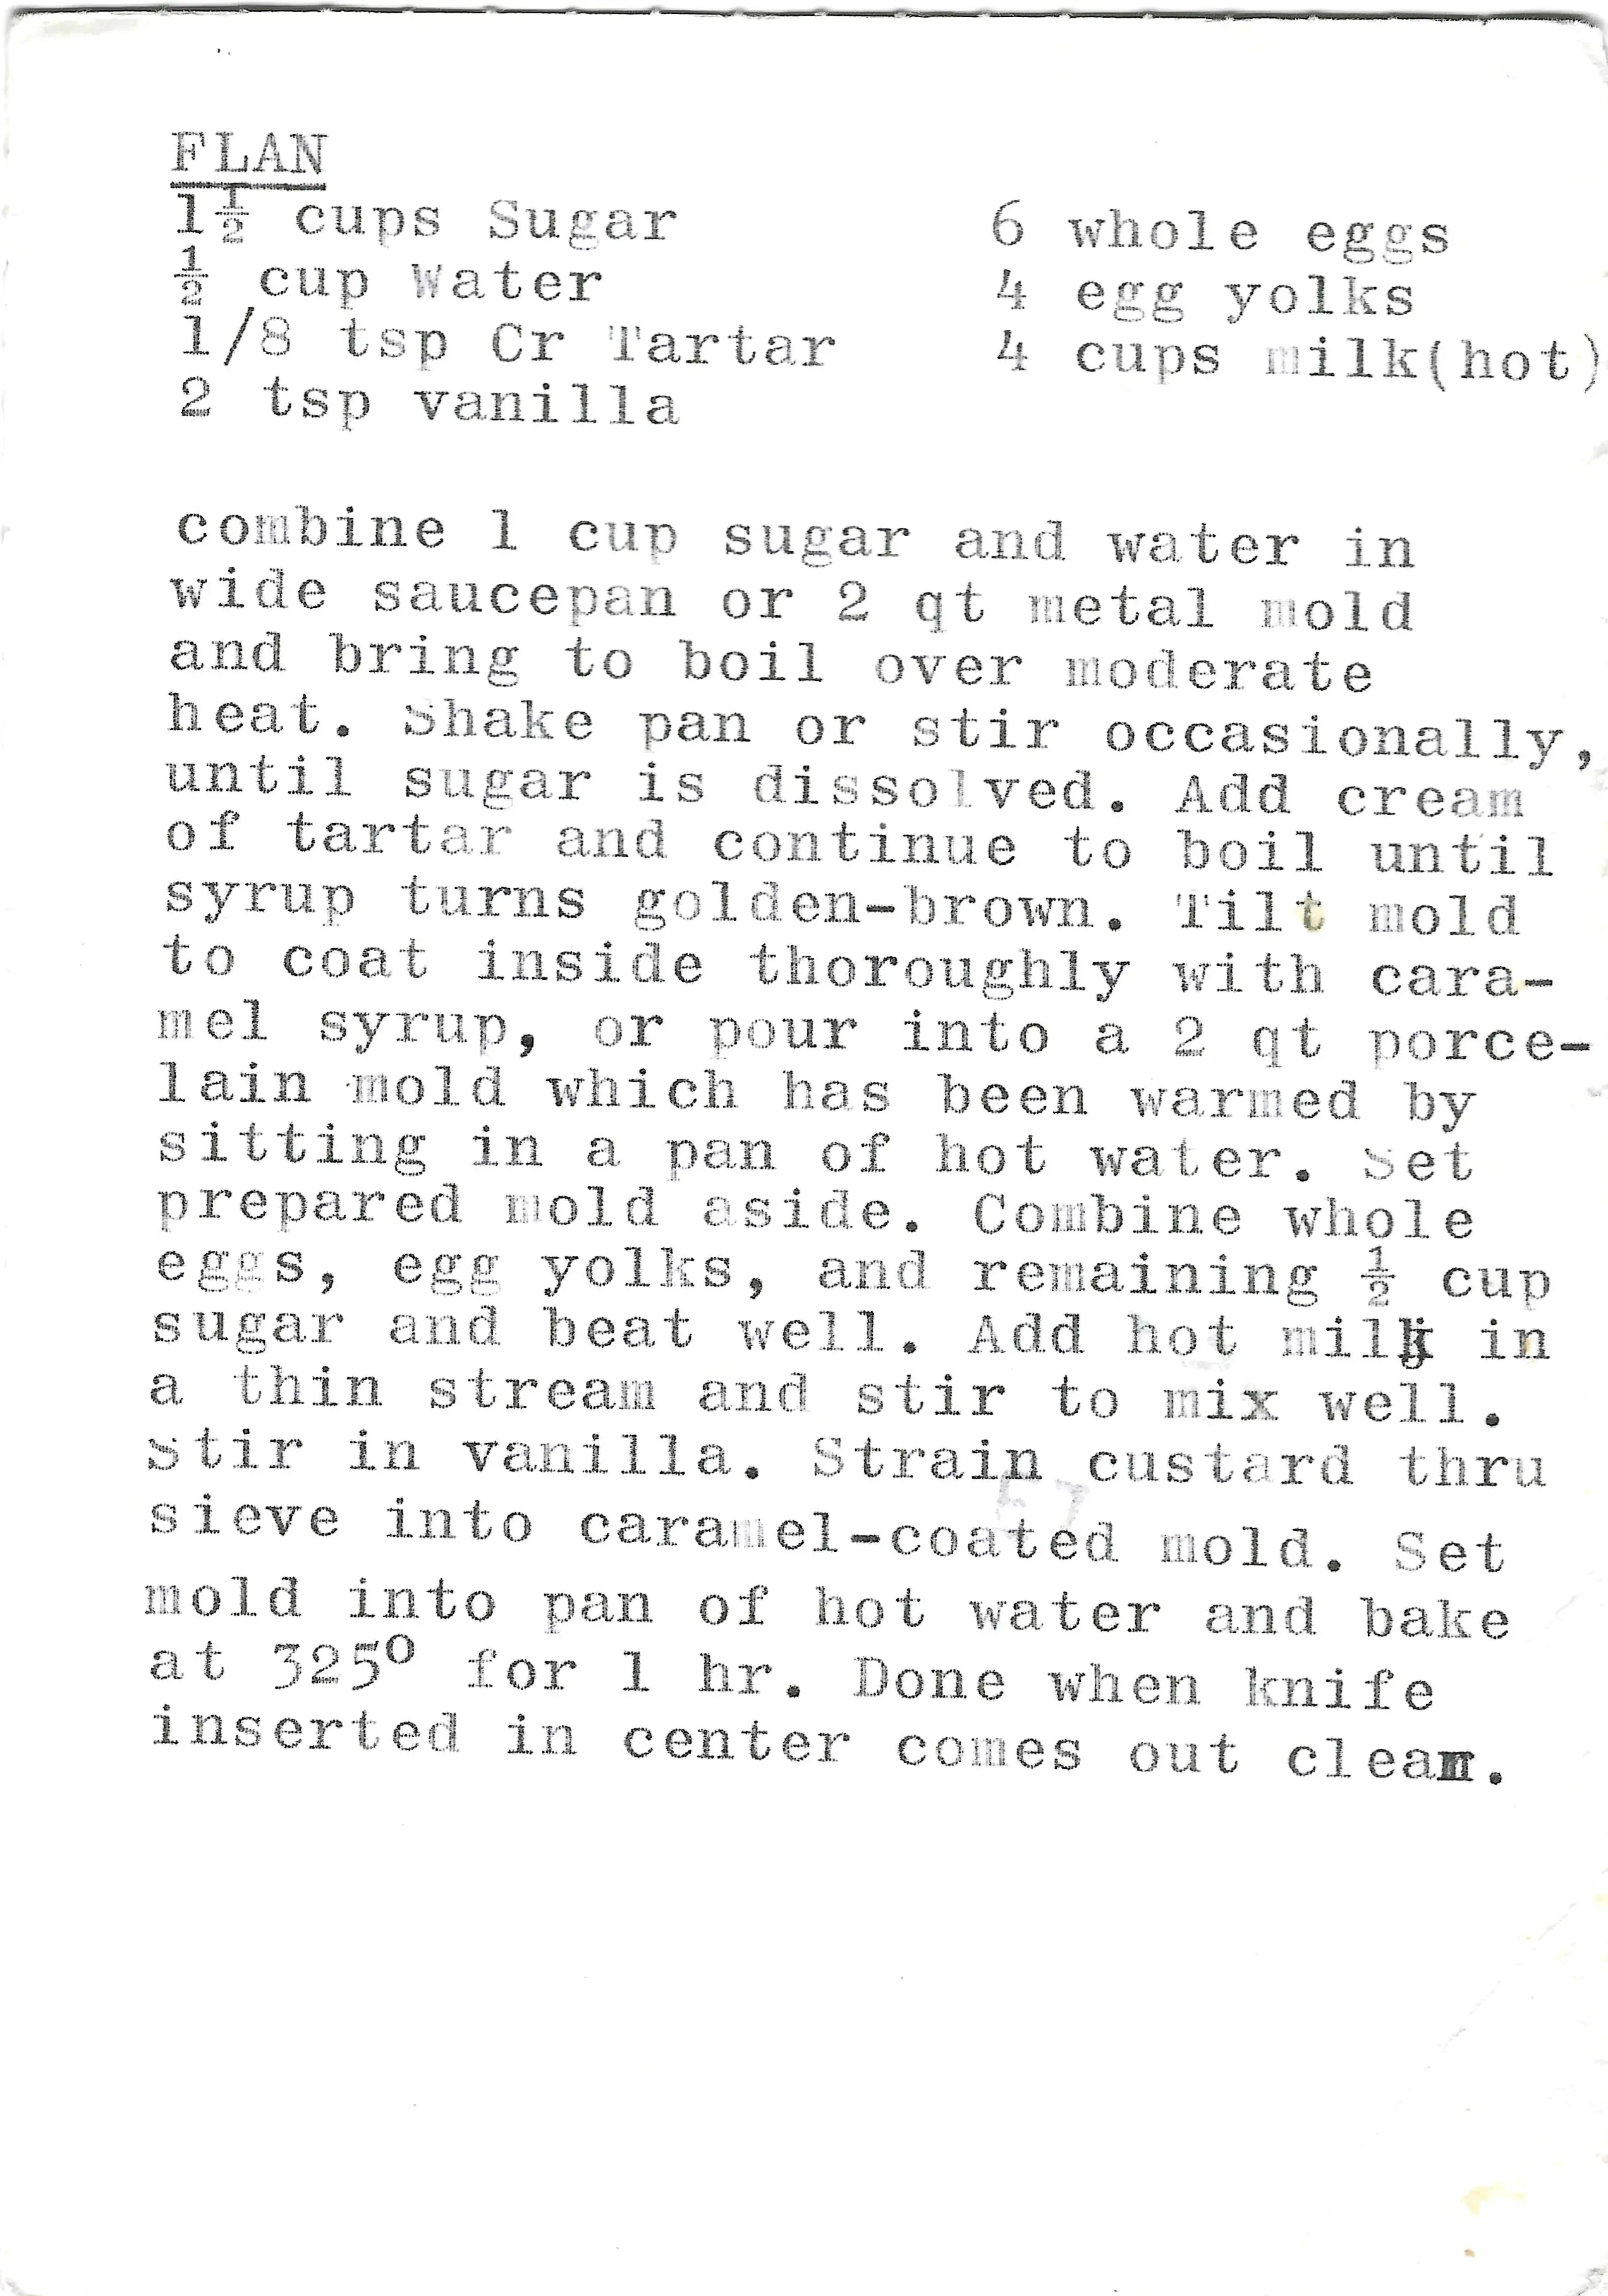 FLAN
1½ cups Sugar
½ cup Water
1/8 tsp Cr Tartar
2 tsp vanilla
6 whole eggs
4 egg yolks
4 cups milk(hot)
combine 1 cup sugar and water in
wide saucepan or 2 qt metal mold
and bring to boil over moderate
heat. Shake pan or stir occasionally,
until sugar is dissolved. Add cream
of tartar and continue to boil until
syrup turns golden-brown. Tilt mold
to coat inside thoroughly with cara-
mel syrup, or pour into a 2 qt porce-
lain mold which has been warmed by
sitting in a pan of hot water. Set
prepared mold aside. Combine whole
eggs, egg yolks, and remaining ½ cup
sugar and beat well. Add hot milk in
a thin stream and stir to mix well.
Stir in vanilla. Strain custard thru
sieve into caramel-coated mold. Set
mold into pan of hot water and bake
at 325º for 1 hr. Done when knife
inserted in center comes out clean.